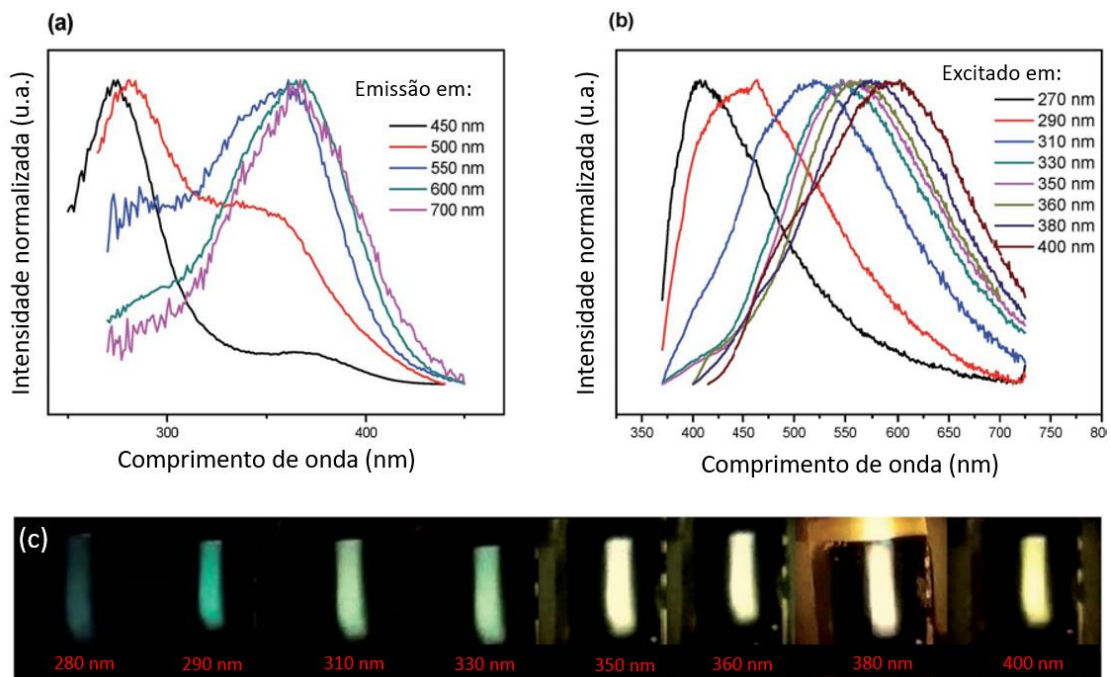 (a)
Intensidade normalizada (u.a.)
Emissão em:
450 nm
500 nm
550 nm
600 nm
700 nm
300
400
Comprimento de onda (nm)
(b)
Intensidade normalizada (u.a.)
Excitado em:
270 nm
290 nm
310 nm
330 nm
350 nm
360 nm
380 nm
400 nm
350 400 450 500 550 600 650 700 750 800
Comprimento de onda (nm)
(c)
280 nm 290 nm 310 nm 330 nm 350 nm 360 nm 380 nm 400 nm